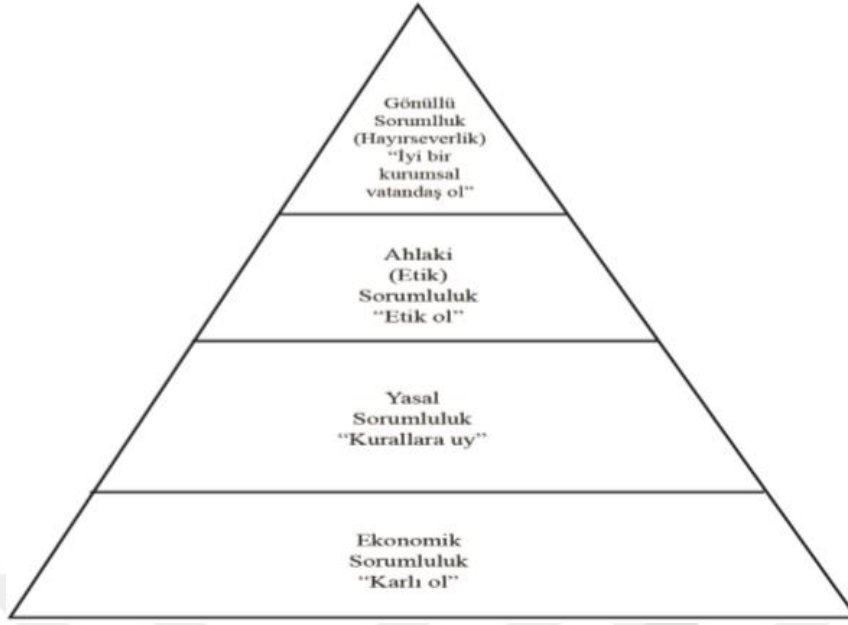 Gönüllü
Sorumlluk
(Hayırseverlik)
“İyi bir
kurumsal
vatandaş ol”
Ahlaki
(Etik)
Sorumluluk
“Etik ol”
Yasal
Sorumluluk
“Kurallara uy”
Ekonomik
Sorumluluk
“Karlı ol”